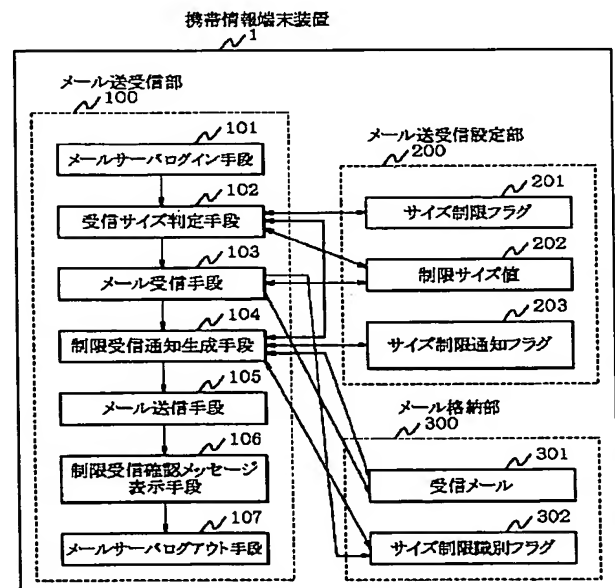 携帯情報端末装置
1
メール送受信部
100
101
メールサーバログイン手段
102
受信サイズ判定手段
103
メール受信手段
104
制限受信通知生成手段
105
メール送信手段
106
制限受信確認メッセージ
表示手段
107
メールサーバログアウト手段
メール送受信設定部
200
201
サイズ制限フラグ
202
制限サイズ値
203
サイズ制限通知フラグ
メール格納部
300
301
受信メール
302
サイズ制限識別フラグ